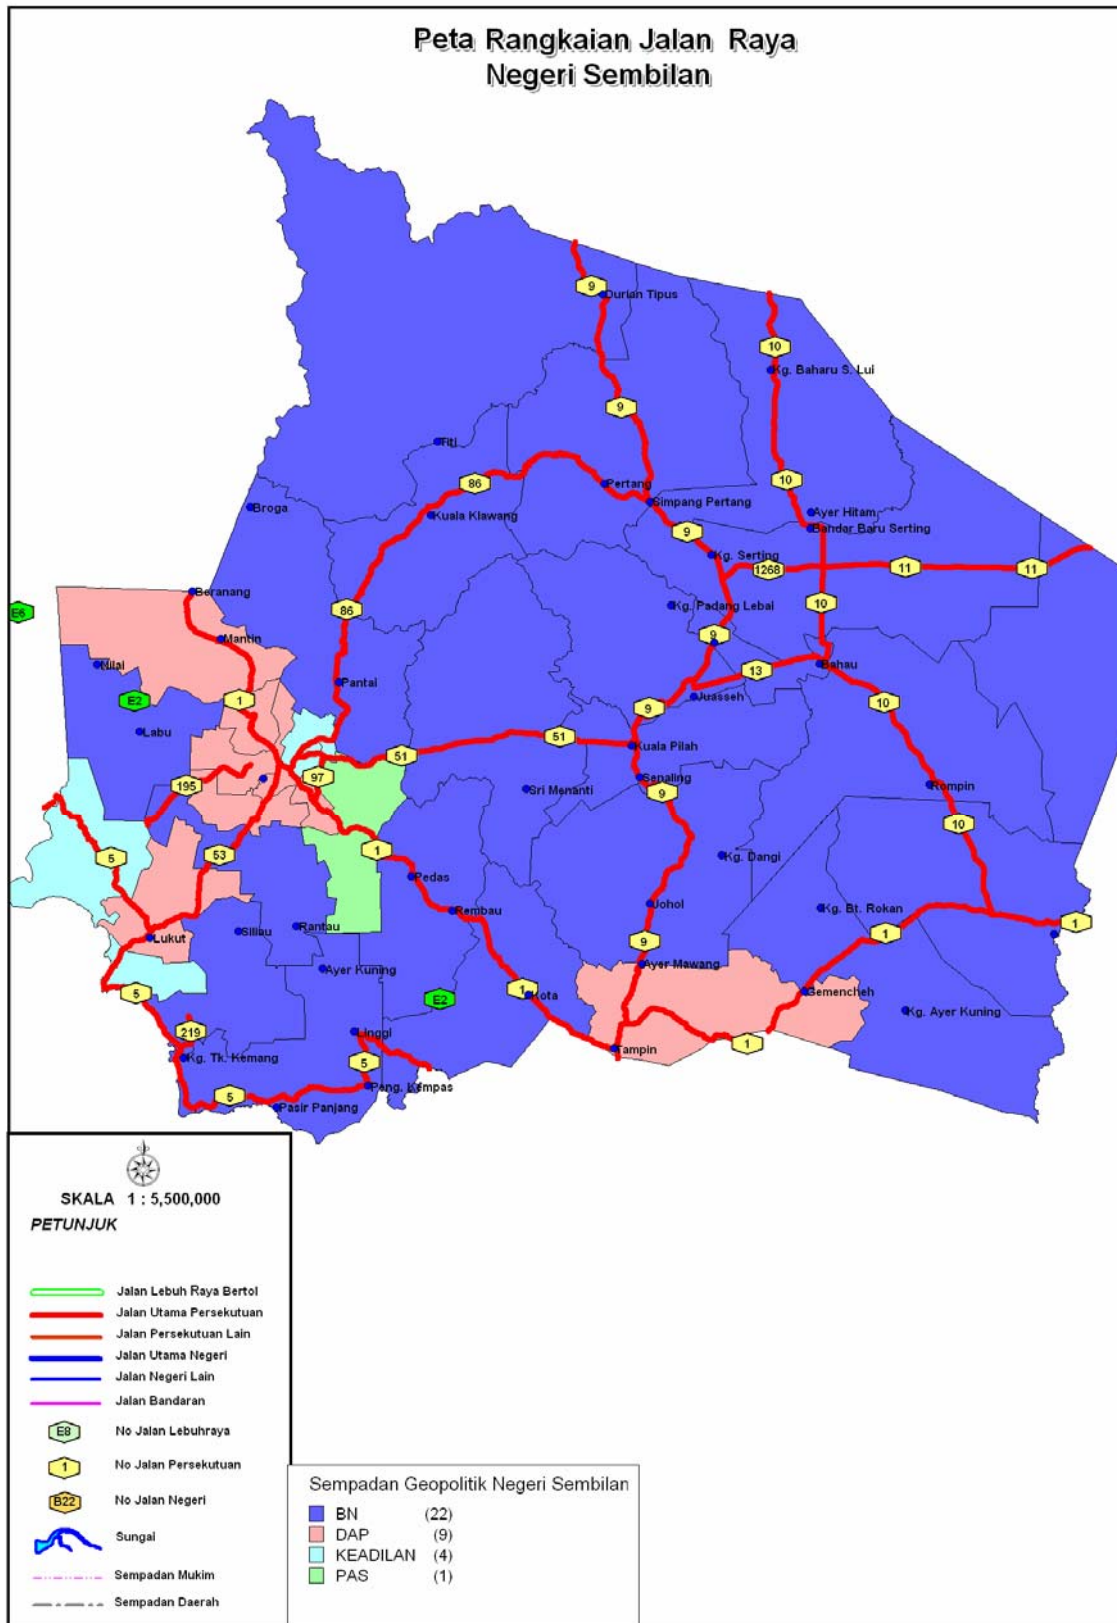 Peta Rangkaian Jalan Raya
Negeri Sembilan
9
Durian Tipus
10
Kg. Baharu S. Lui
9
Titi
86
Pertang
10
Simpang Pertang
Broga
Kuala Klawang
Ayer Hitam
Bandar Baru Serting
9
Kg. Serting
1268
11
11
Beranang
E6
86
Kg. Padang Lebai
10
Mantin
9
Nilai
13
Bahau
Pantai
E2
1
Juasseh
9
10
Labu
51
51
Kuala Pilah
195
97
Senaling
9
Sri Menanti
Rompin
10
5
53
1
Kg. Dangi
Pedas
Johol
Kg. Bt. Rokan
Rembau
1
Lukut
Siliau
Rantau
9
1
Ayer Kuning
Ayer Mawang
5
E2
1
Kota
Gemencheh
Kg. Ayer Kuning
219
Linggi
1
Kg. Tk. Kemang
5
Tampin
5
Peng. Kempas
Pasir Panjang
SKALA 1 : 5,500,000
PETUNJUK
Jalan Lebuh Raya Bertol
Jalan Utama Persekutuan
Jalan Persekutuan Lain
Jalan Utama Negeri
Jalan Negeri Lain
Jalan Bandaran
E8 No Jalan Lebuhraya
1 No Jalan Persekutuan
B22 No Jalan Negeri
Sungai
Sempadan Mukim
Sempadan Daerah
Sempadan Geopolitik Negeri Sembilan
BN (22)
DAP (9)
KEADILAN (4)
PAS (1)